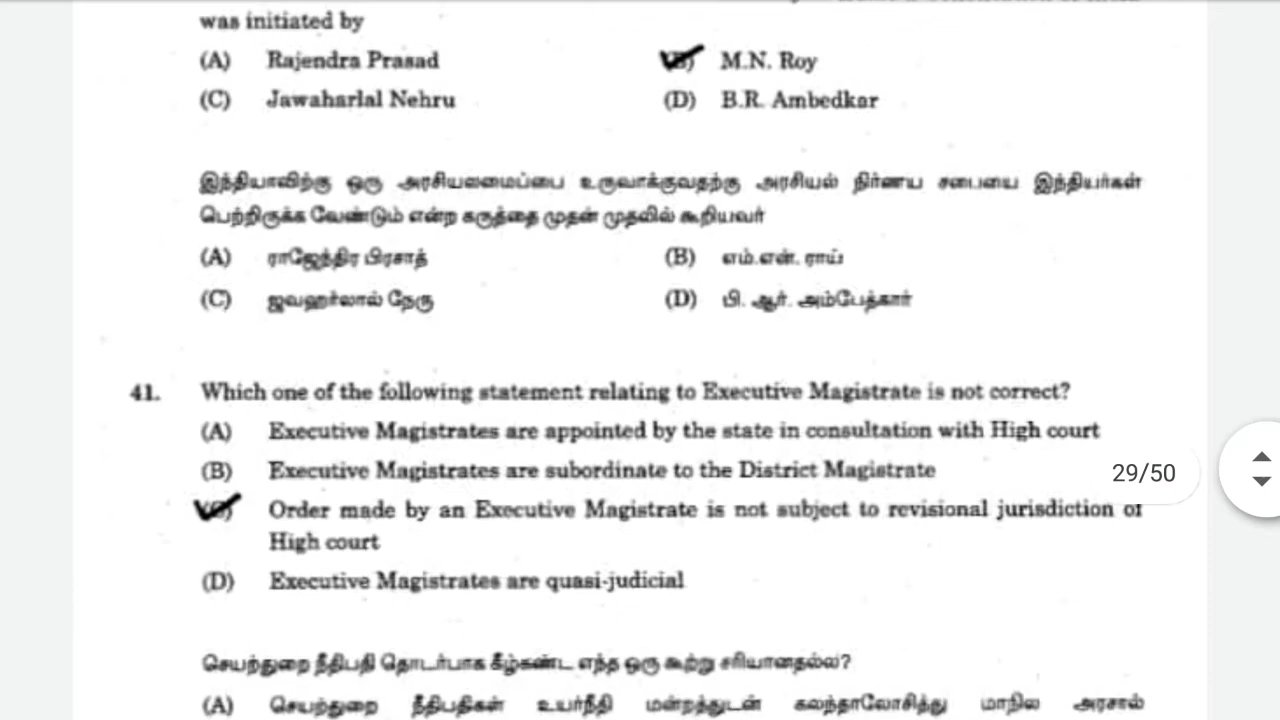 was initiated by
(A) Rajendra Prasad
M.N. Roy
(C) Jawaharlal Nehru
(D) B.R. Ambedkar
இந்தியாவிற்கு ஒரு அரசியலமைப்பை உருவாக்குவதற்கு அரசியல் நிர்ணய சபையை இந்தியர்கள்
பெற்றிருக்க வேண்டும் என்ற கருத்தை முதன் முதலில் கூறியவர்
(A) ராஜேந்திர பிரசாத்
(B) எம்.என். ராய்
(C) ஜவஹர்லால் நேரு
(D) பி. ஆர். அம்பேத்கார்
41. Which one of the following statement relating to Executive Magistrate is not correct?
(A) Executive Magistrates are appointed by the state in consultation with High court
(B) Executive Magistrates are subordinate to the District Magistrate
29/50
Order made by an Executive Magistrate is not subject to revisional jurisdiction of
High court
(D) Executive Magistrates are quasi-judicial
செயற்துறை நீதிபதி தொடர்பாக கீழ்கண்ட எந்த ஒரு கூற்று சரியானதல்ல?
(A) செயற்துறை நீதிபதிகள் உயர்நீதி மன்றத்துடன் கலந்தாலோசித்து மாநில அரசால்